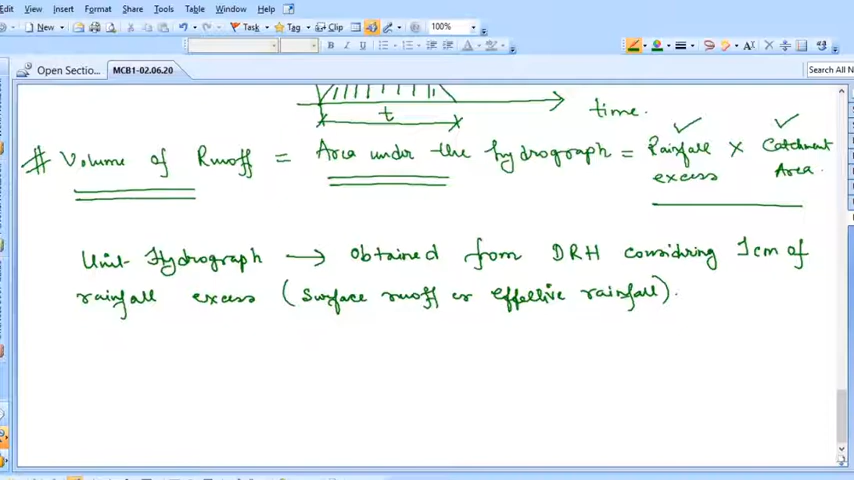 Edit View Insert Format Tools Table Window Help
New Task Tag Clip 100%
Open Sectio... MCB1-02.06.20 Search All N
t time.
# Volume of Runoff = Area under the hydrograph = Rainfall excess × Catchment Area.
Unit Hydrograph → Obtained from DRH considering 1cm of
rainfall excess (Surface runoff or effective rainfall).